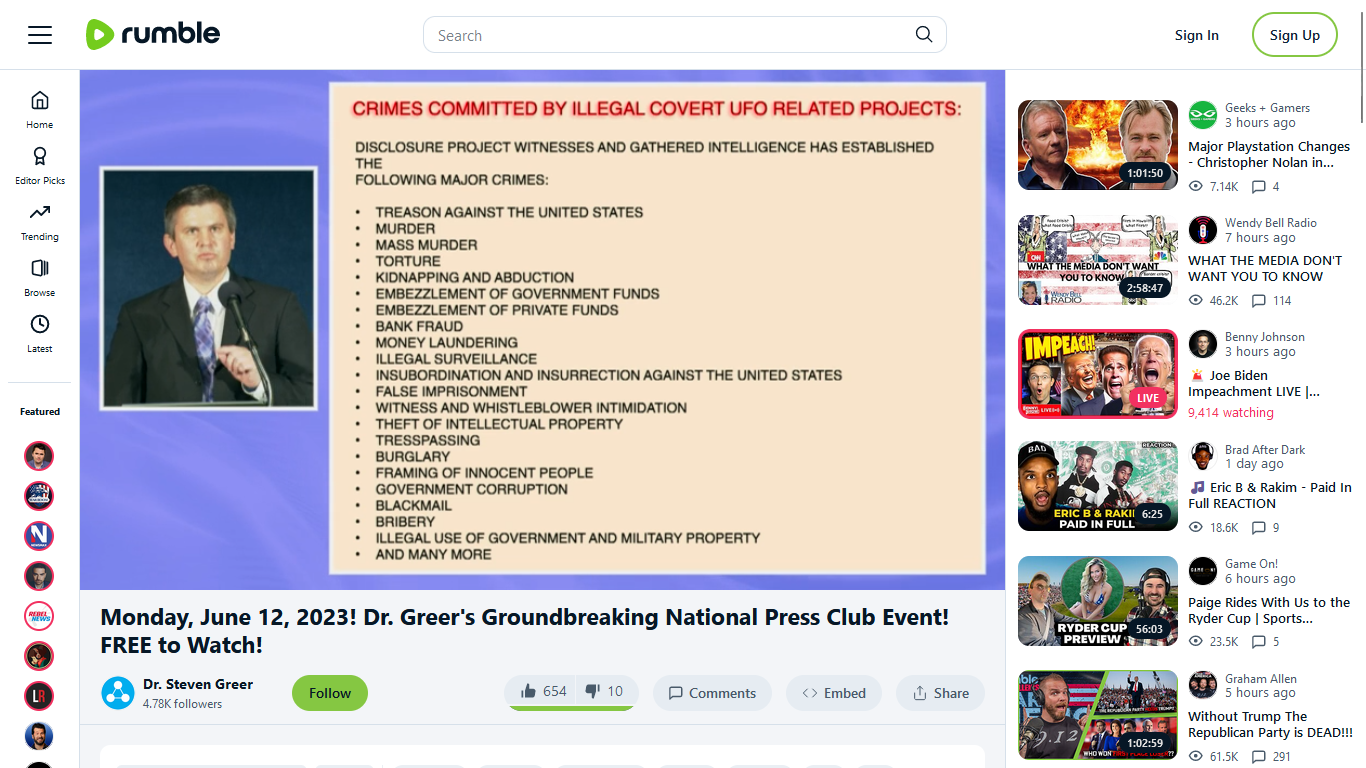 rumble
Search
Sign In
Sign Up
Home
Editor Picks
Trending
Browse
Latest
Featured
CRIMES COMMITTED BY ILLEGAL COVERT UFO RELATED PROJECTS:
DISCLOSURE PROJECT WITNESSES AND GATHERED INTELLIGENCE HAS ESTABLISHED
THE
FOLLOWING MAJOR CRIMES:
• TREASON AGAINST THE UNITED STATES
• MURDER
• MASS MURDER
• TORTURE
• KIDNAPPING AND ABDUCTION
• EMBEZZLEMENT OF GOVERNMENT FUNDS
• EMBEZZLEMENT OF PRIVATE FUNDS
• BANK FRAUD
• MONEY LAUNDERING
• ILLEGAL SURVEILLANCE
• INSUBORDINATION AND INSURRECTION AGAINST THE UNITED STATES
• FALSE IMPRISONMENT
• WITNESS AND WHISTLEBLOWER INTIMIDATION
• THEFT OF INTELLECTUAL PROPERTY
• TRESSPASSING
• BURGLARY
• FRAMING OF INNOCENT PEOPLE
• GOVERNMENT CORRUPTION
• BLACKMAIL
• BRIBERY
• ILLEGAL USE OF GOVERNMENT AND MILITARY PROPERTY
• AND MANY MORE
Monday, June 12, 2023! Dr. Greer's Groundbreaking National Press Club Event!
FREE to Watch!
Dr. Steven Greer
4.78K followers
Follow
654
10
Comments
Embed
Share
1:01:50
Geeks + Gamers
3 hours ago
Major Playstation Changes
- Christopher Nolan in...
7.14K 4
WHAT THE MEDIA DON'T WANT
YOU TO KNOW
WENDY BELL
RADIO
2:58:47
Wendy Bell Radio
7 hours ago
WHAT THE MEDIA DON'T
WANT YOU TO KNOW
46.2K 114
IMPEACH!
LIVE
Benny Johnson
3 hours ago
🚨 Joe Biden
Impeachment LIVE |...
9,414 watching
BAD
REACTION
ERIC B & RAKI
PAID IN FULL
6:25
Brad After Dark
1 day ago
🎵 Eric B & Rakim - Paid In
Full REACTION
18.6K 9
RYDER CUP
PREVIEW
56:03
GAME ON!
Game On!
6 hours ago
Paige Rides With Us to the
Ryder Cup | Sports...
23.5K 5
9.12
1:02:59
Graham Allen
5 hours ago
Without Trump The
Republican Party is DEAD!!!
61.5K 291
REBEL
NEWS
LR